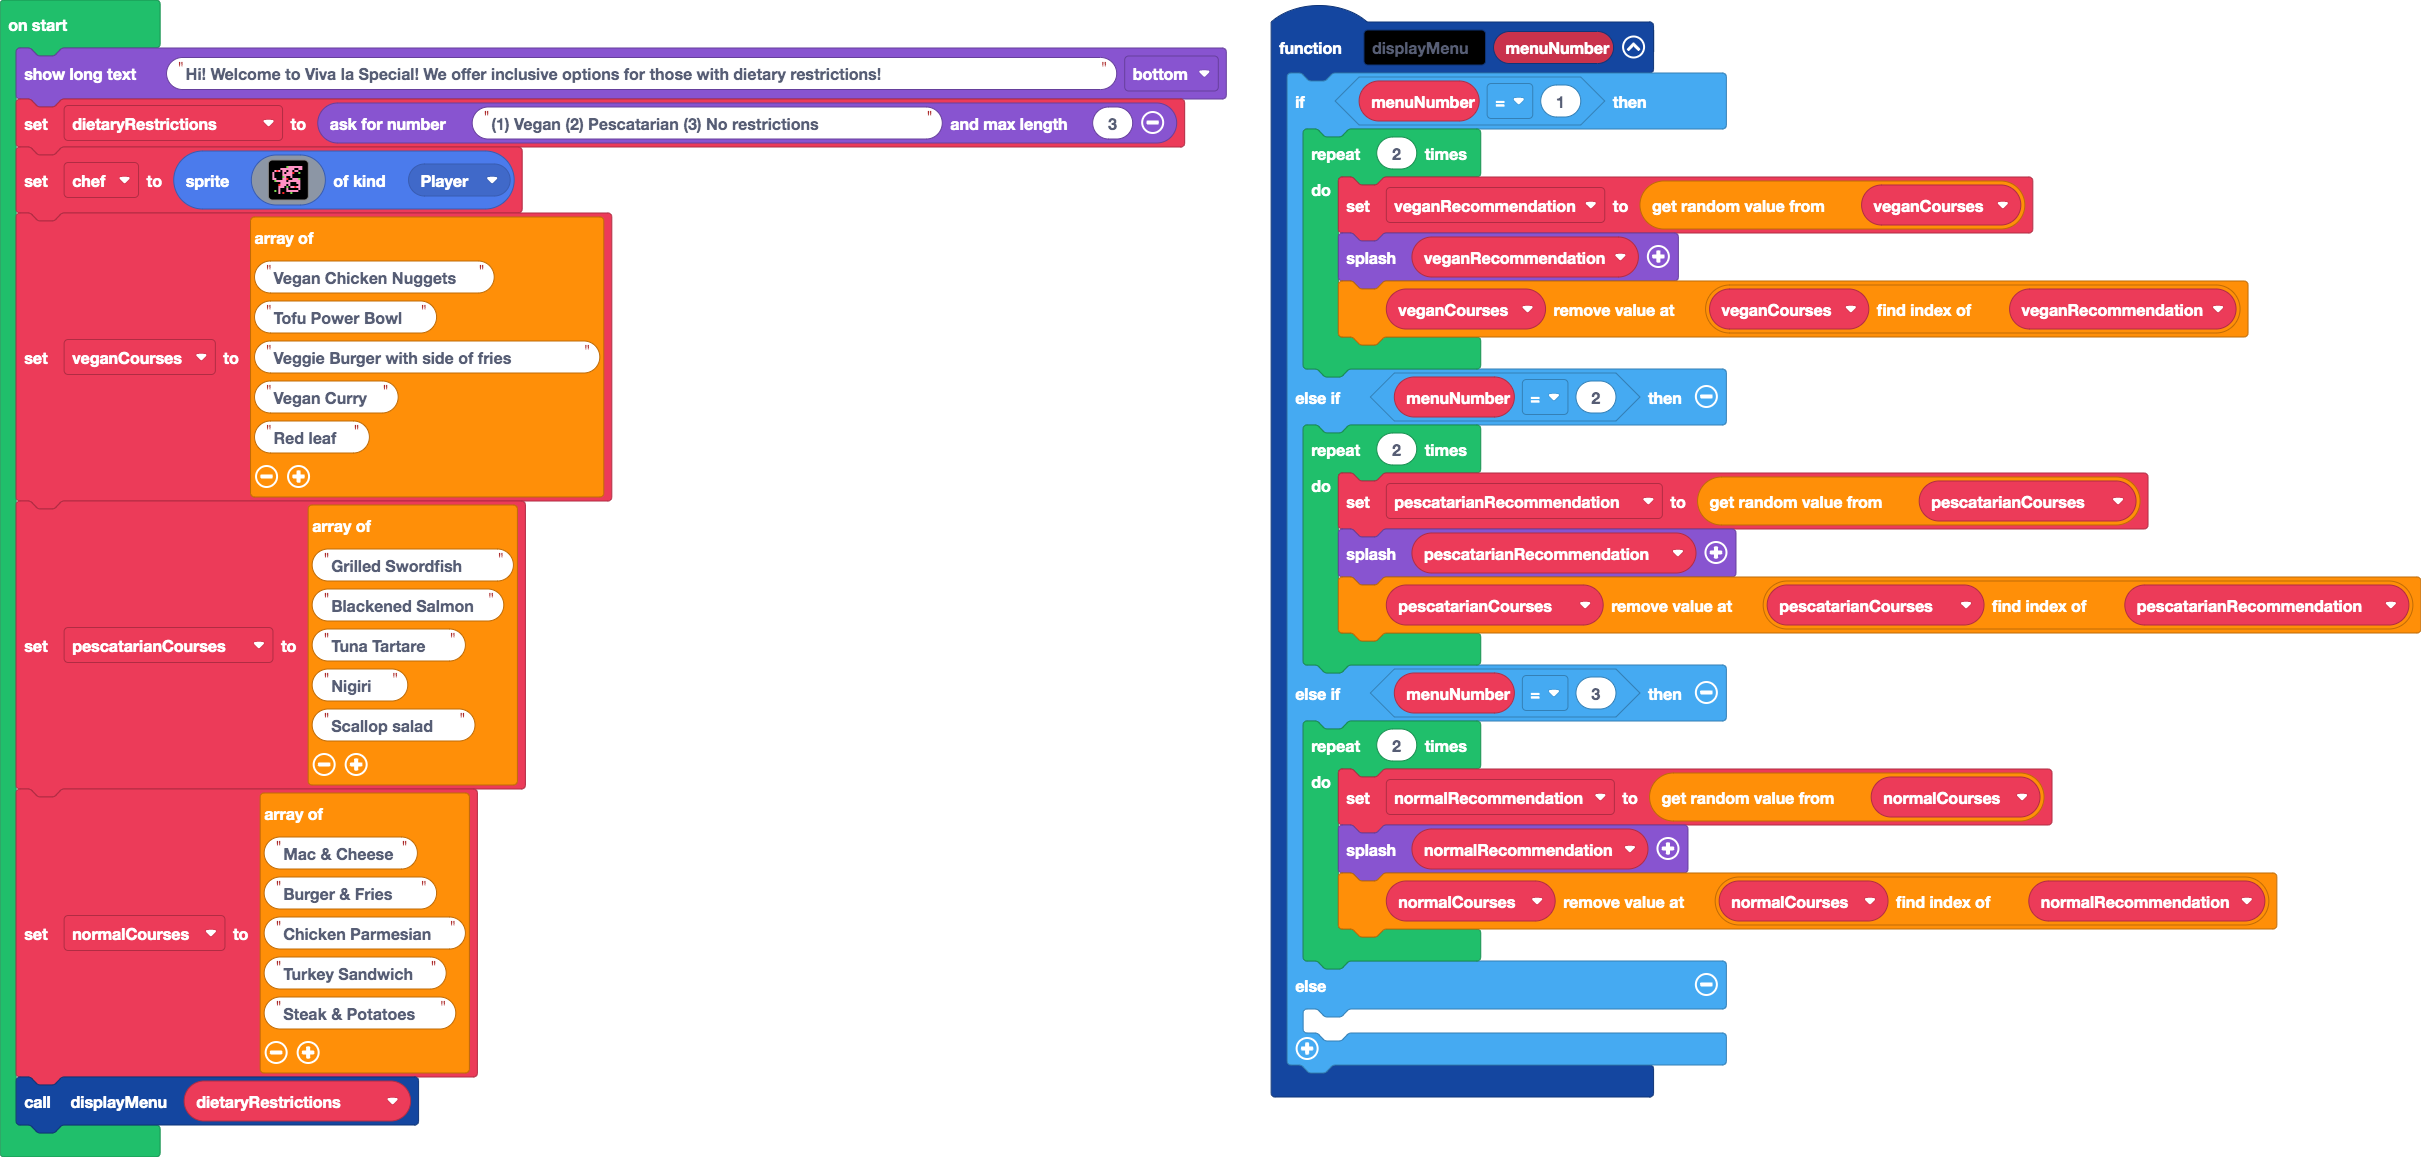 on start
show long text "Hi! Welcome to Viva la Special! We offer inclusive options for those with dietary restrictions!" bottom
set dietaryRestrictions to ask for number "(1) Vegan (2) Pescatarian (3) No restrictions" and max length 3
set chef to sprite of kind Player
array of
"Vegan Chicken Nuggets"
"Tofu Power Bowl"
set veganCourses to "Veggie Burger with side of fries"
"Vegan Curry"
"Red leaf"
array of
"Grilled Swordfish"
"Blackened Salmon"
set pescatarianCourses to "Tuna Tartare"
"Nigiri"
"Scallop salad"
array of
"Mac & Cheese"
"Burger & Fries"
set normalCourses to "Chicken Parmesian"
"Turkey Sandwich"
"Steak & Potatoes"
call displayMenu dietaryRestrictions
function displayMenu menuNumber
if menuNumber = 1 then
repeat 2 times
do
set veganRecommendation to get random value from veganCourses
splash veganRecommendation
veganCourses remove value at veganCourses find index of veganRecommendation
else if menuNumber = 2 then
repeat 2 times
do
set pescatarianRecommendation to get random value from pescatarianCourses
splash pescatarianRecommendation
pescatarianCourses remove value at pescatarianCourses find index of pescatarianRecommendation
else if menuNumber = 3 then
repeat 2 times
do
set normalRecommendation to get random value from normalCourses
splash normalRecommendation
normalCourses remove value at normalCourses find index of normalRecommendation
else